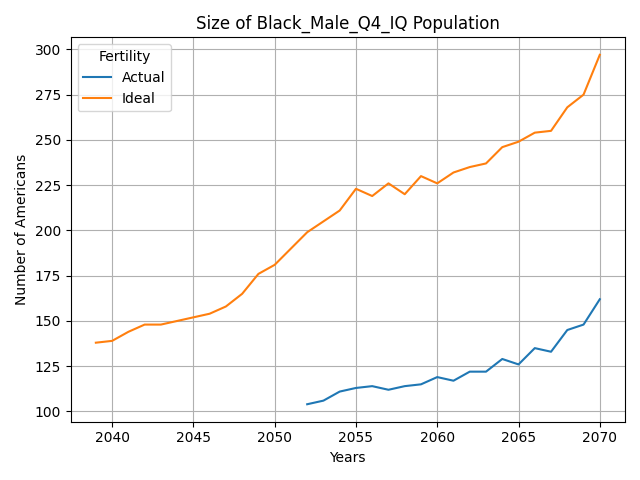 Size of Black_Male_Q4_IQ Population
Fertility
Actual
Ideal
Number of Americans
300
275
250
225
200
175
150
125
100
2040 2045 2050 2055 2060 2065 2070
Years